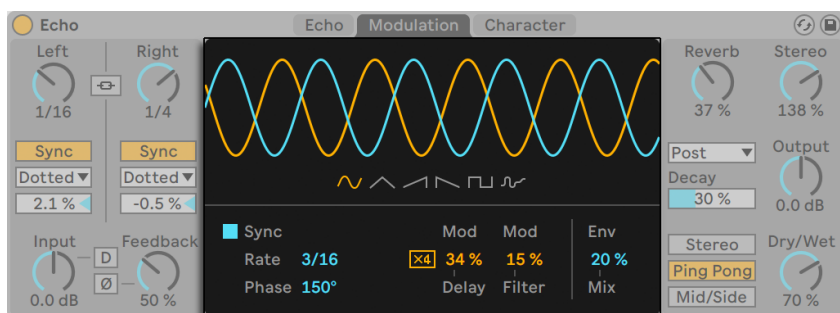 Echo
Echo Modulation Character
Left Right
1/16 1/4
Sync Sync
Dotted Dotted
2.1 % -0.5 %
Input D Feedback
Ø
0.0 dB 50 %
Sync Mod Mod Env
Rate 3/16 ×4 34 % 15 % 20 %
Phase 150° Delay Filter Mix
Reverb Stereo
37 % 138 %
Post Output
Decay
30 % 0.0 dB
Stereo Dry/Wet
Ping Pong
Mid/Side 70 %